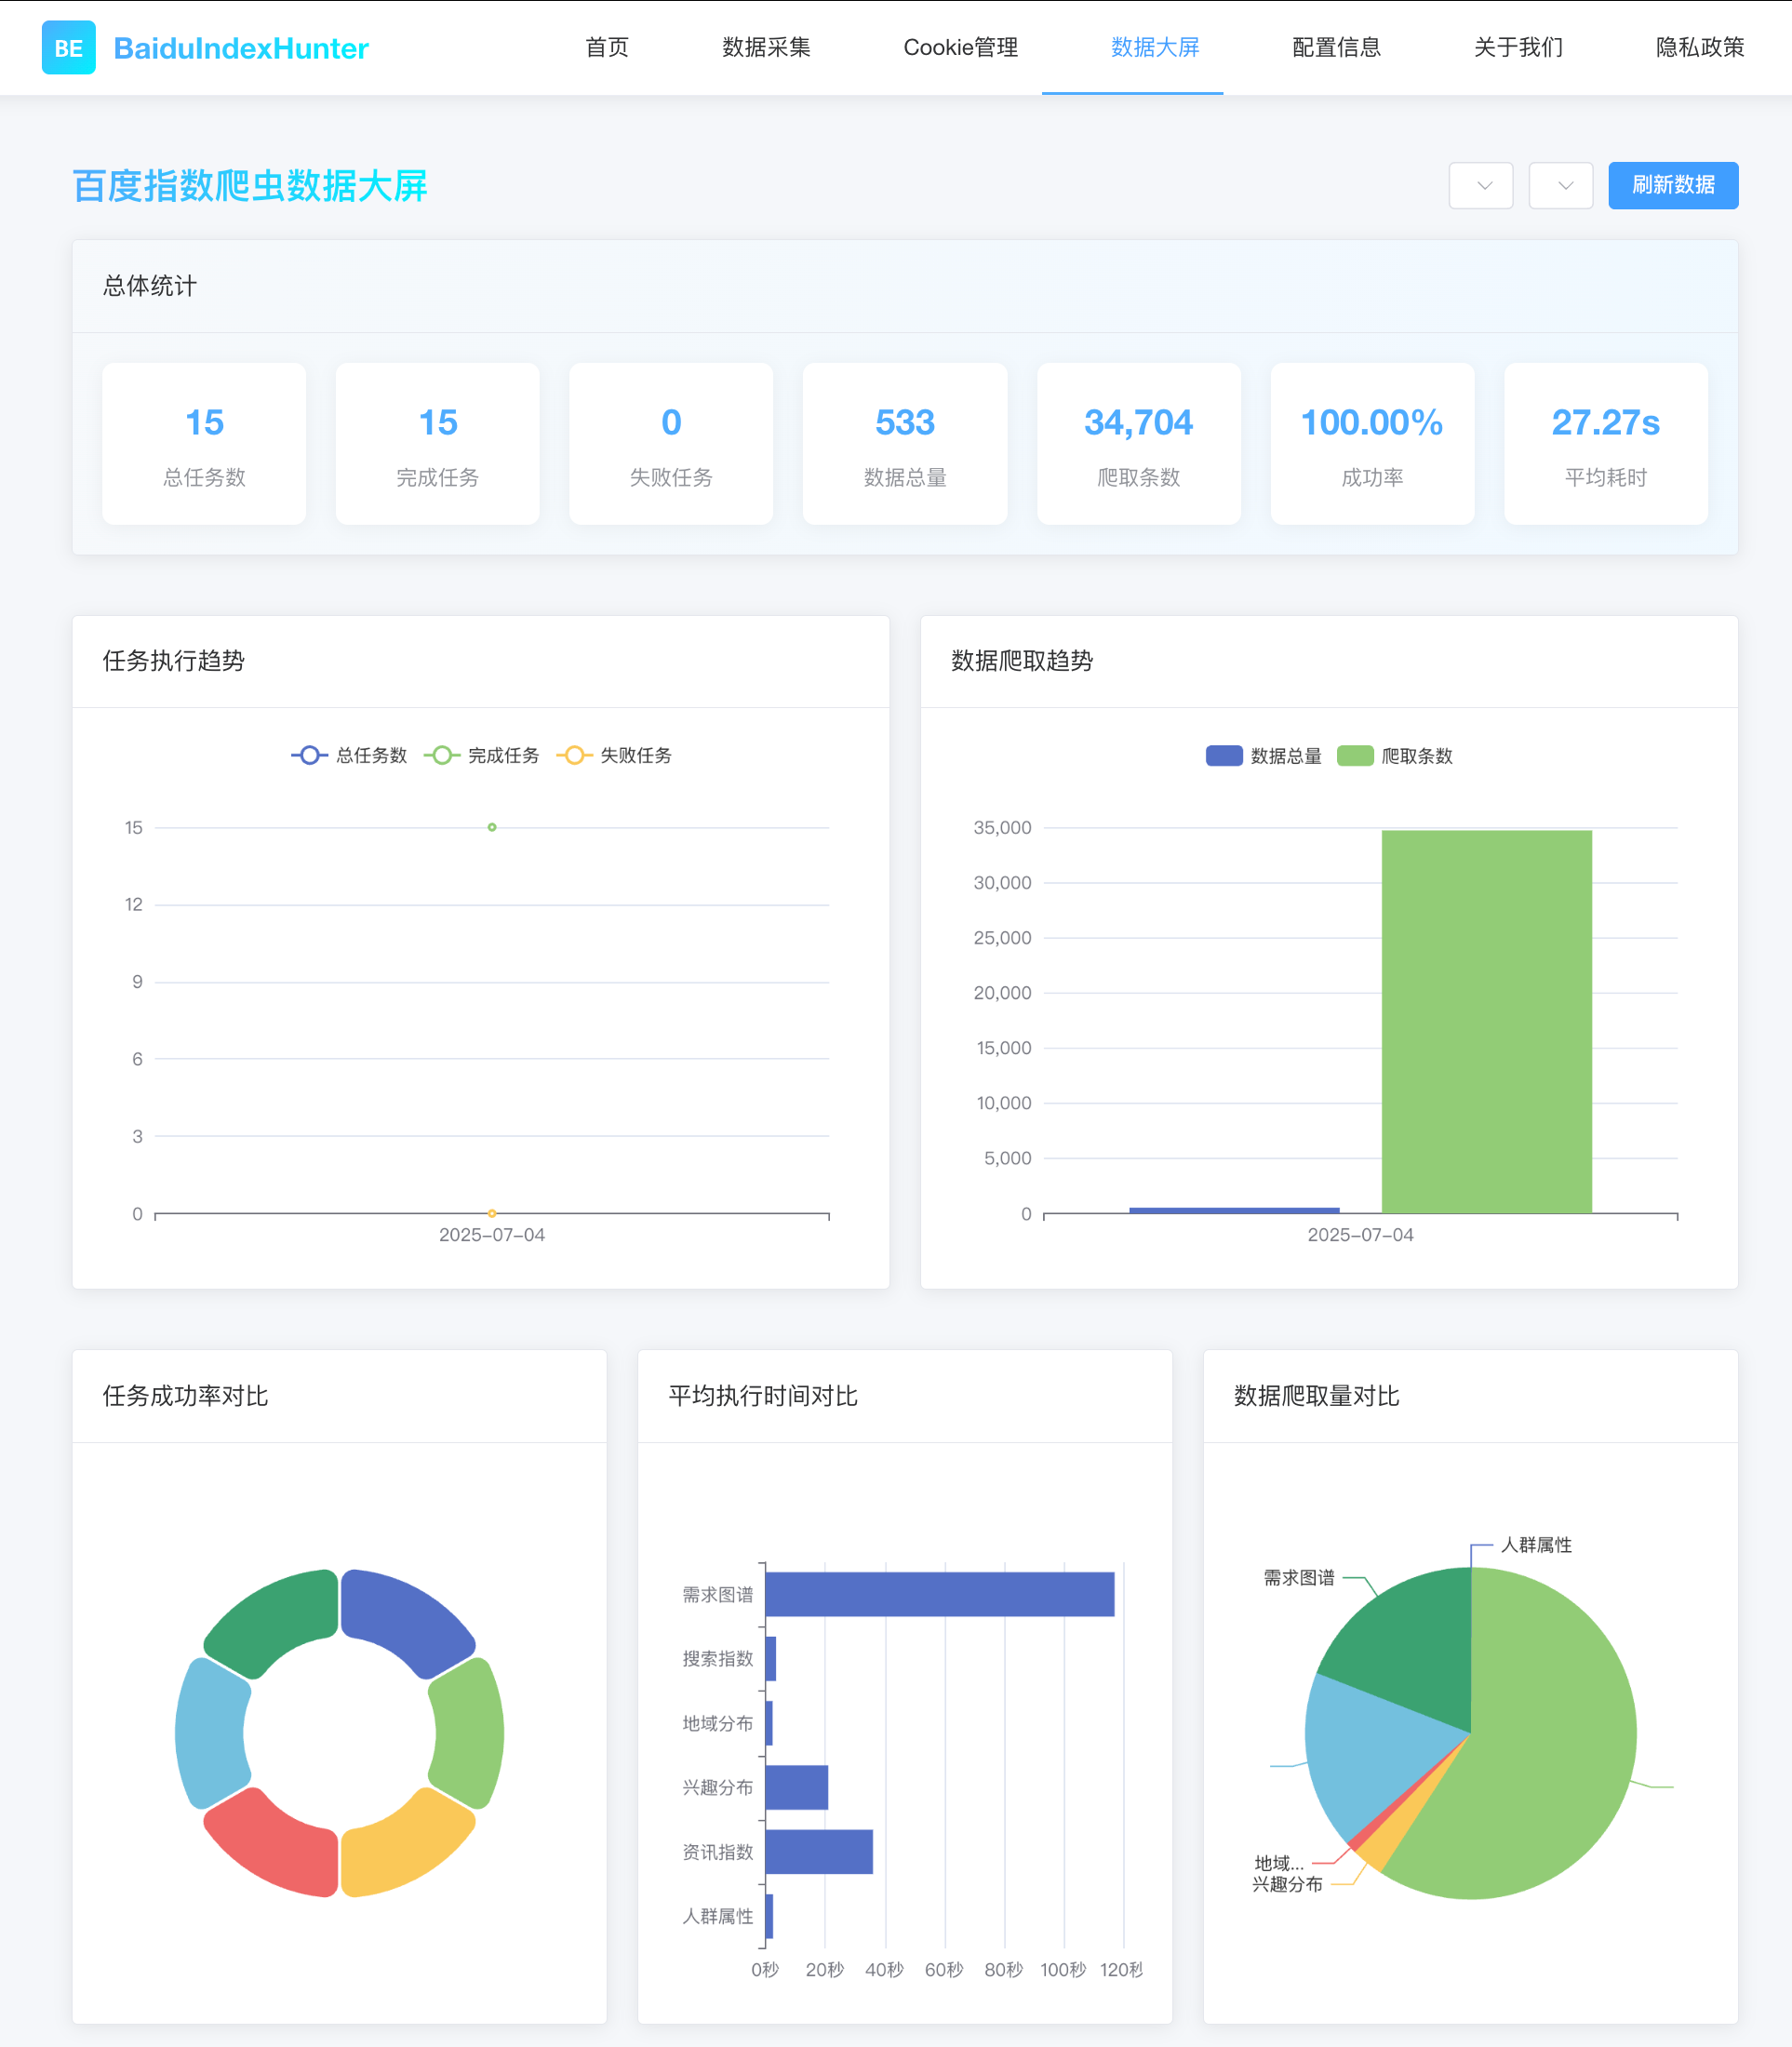 BE BaiduIndexHunter 首页 数据采集 Cookie管理 数据大屏 配置信息 关于我们 隐私政策
百度指数爬虫数据大屏 刷新数据
总体统计
15 15 0 533 34,704 100.00% 27.27s
总任务数 完成任务 失败任务 数据总量 爬取条数 成功率 平均耗时
任务执行趋势
总任务数 完成任务 失败任务
15
12
9
6
3
0
2025-07-04
数据爬取趋势
数据总量 爬取条数
35,000
30,000
25,000
20,000
15,000
10,000
5,000
0
2025-07-04
任务成功率对比
平均执行时间对比
需求图谱
搜索指数
地域分布
兴趣分布
资讯指数
人群属性
0秒 20秒 40秒 60秒 80秒 100秒 120秒
数据爬取量对比
人群属性
需求图谱
地域...
兴趣分布